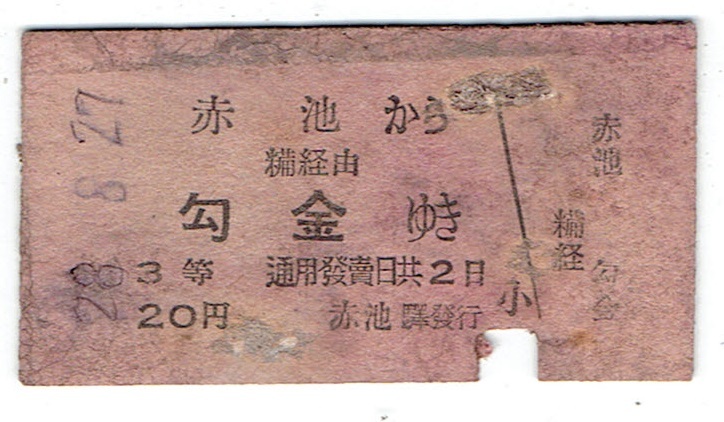 28. 8. 27
赤池から
糒経由
勾金ゆき
3等 通用發賣日共2日
20円 赤池驛發行
小
赤池
糒経
勾金